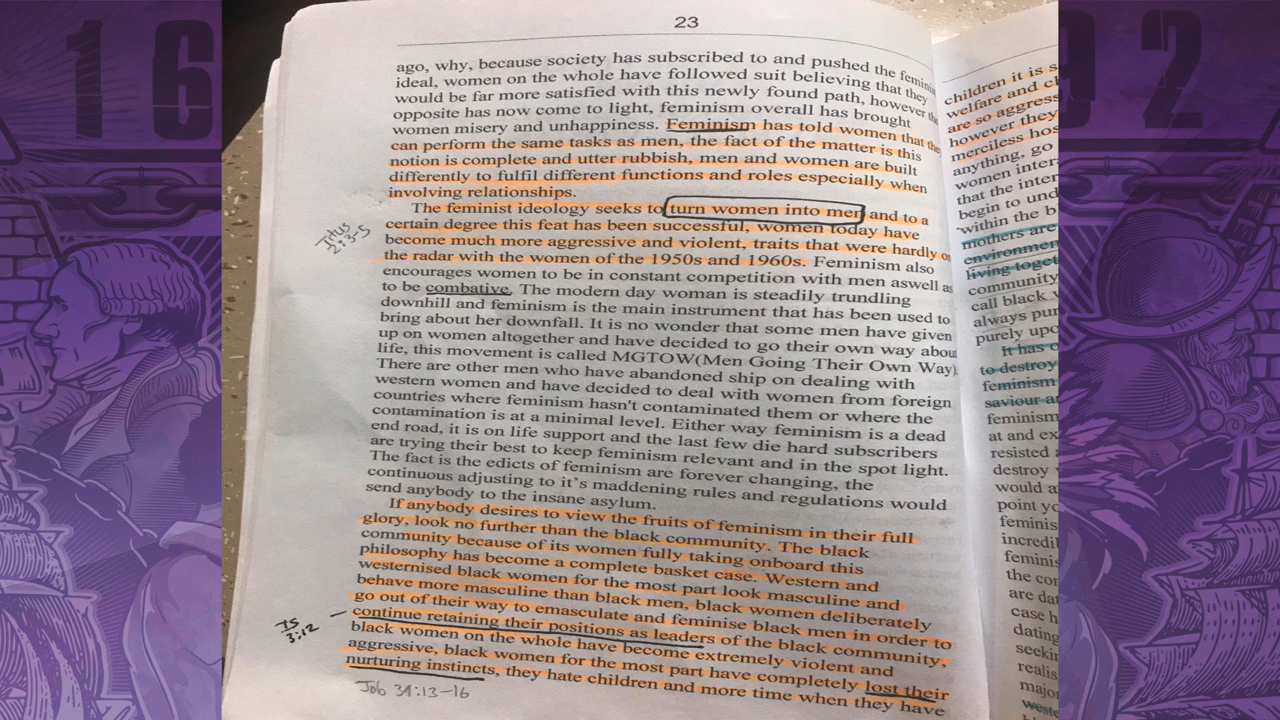 16
92
23
ago, why, because society has subscribed to and pushed the
ideal, women on the whole have followed suit believing that they
would be far more satisfied with this newly found path, however
opposite has now come to light, feminism overall has brought
women misery and unhappiness. Feminism has told women that the
can perform the same tasks as men, the fact of the matter is this
notion is complete and utter rubbish, men and women are built
differently to fulfil different functions and roles especially when
involving relationships.
The feminist ideology seeks to turn women into men and to a
certain degree this feat has been successful, women today have
become much more aggressive and violent, traits that were hardly
the radar with the women of the 1950s and 1960s. Feminism also
encourages women to be in constant competition with men aswell as
to be combative. The modern day woman is steadily trundling
downhill and feminism is the main instrument that has been used to
bring about her downfall. It is no wonder that some men have given
up on women altogether and have decided to go their own way about
life, this movement is called MGTOW(Men Going Their Own Way).
There are other men who have abandoned ship on dealing with
western women and have decided to deal with women from foreign
countries where feminism hasn't contaminated them or where the
contamination is at a minimal level. Either way feminism is a dead
end road, it is on life support and the last few die hard subscribers
are trying their best to keep feminism relevant and in the spot light.
The fact is the edicts of feminism are forever changing, the
continuous adjusting to it's maddening rules and regulations would
send anybody to the insane asylum.
If anybody desires to view the fruits of feminism in their full
glory, look no further than the black community. The black
community because of its women fully taking onboard this
philosophy has become a complete basket case. Western and
westernised black women for the most part look masculine and
behave more masculine than black men, black women deliberately
go out of their way to emasculate and feminise black men in order to
continue retaining their positions as leaders of the black community,
black women on the whole have become extremely violent and
aggressive, black women for the most part have completely lost their
nurturing instincts, they hate children and more time when they have
Titus
2:3-5
IS
3:12
Job 34:13-16
children it is s
welfare and
are so aggress
however they
merciless hos
anything, go
women inter
that the inter
begin to und
within the b
mothers are
environmen
living toget
community
call black
always pur
purely upo
It has
to destroy
feminism
saviour a
feminism
at and ex
resisted
destroy
would a
point yo
feminis
incredi
feminis
the con
are dat
case h
dating
seekin
realis
major
weste